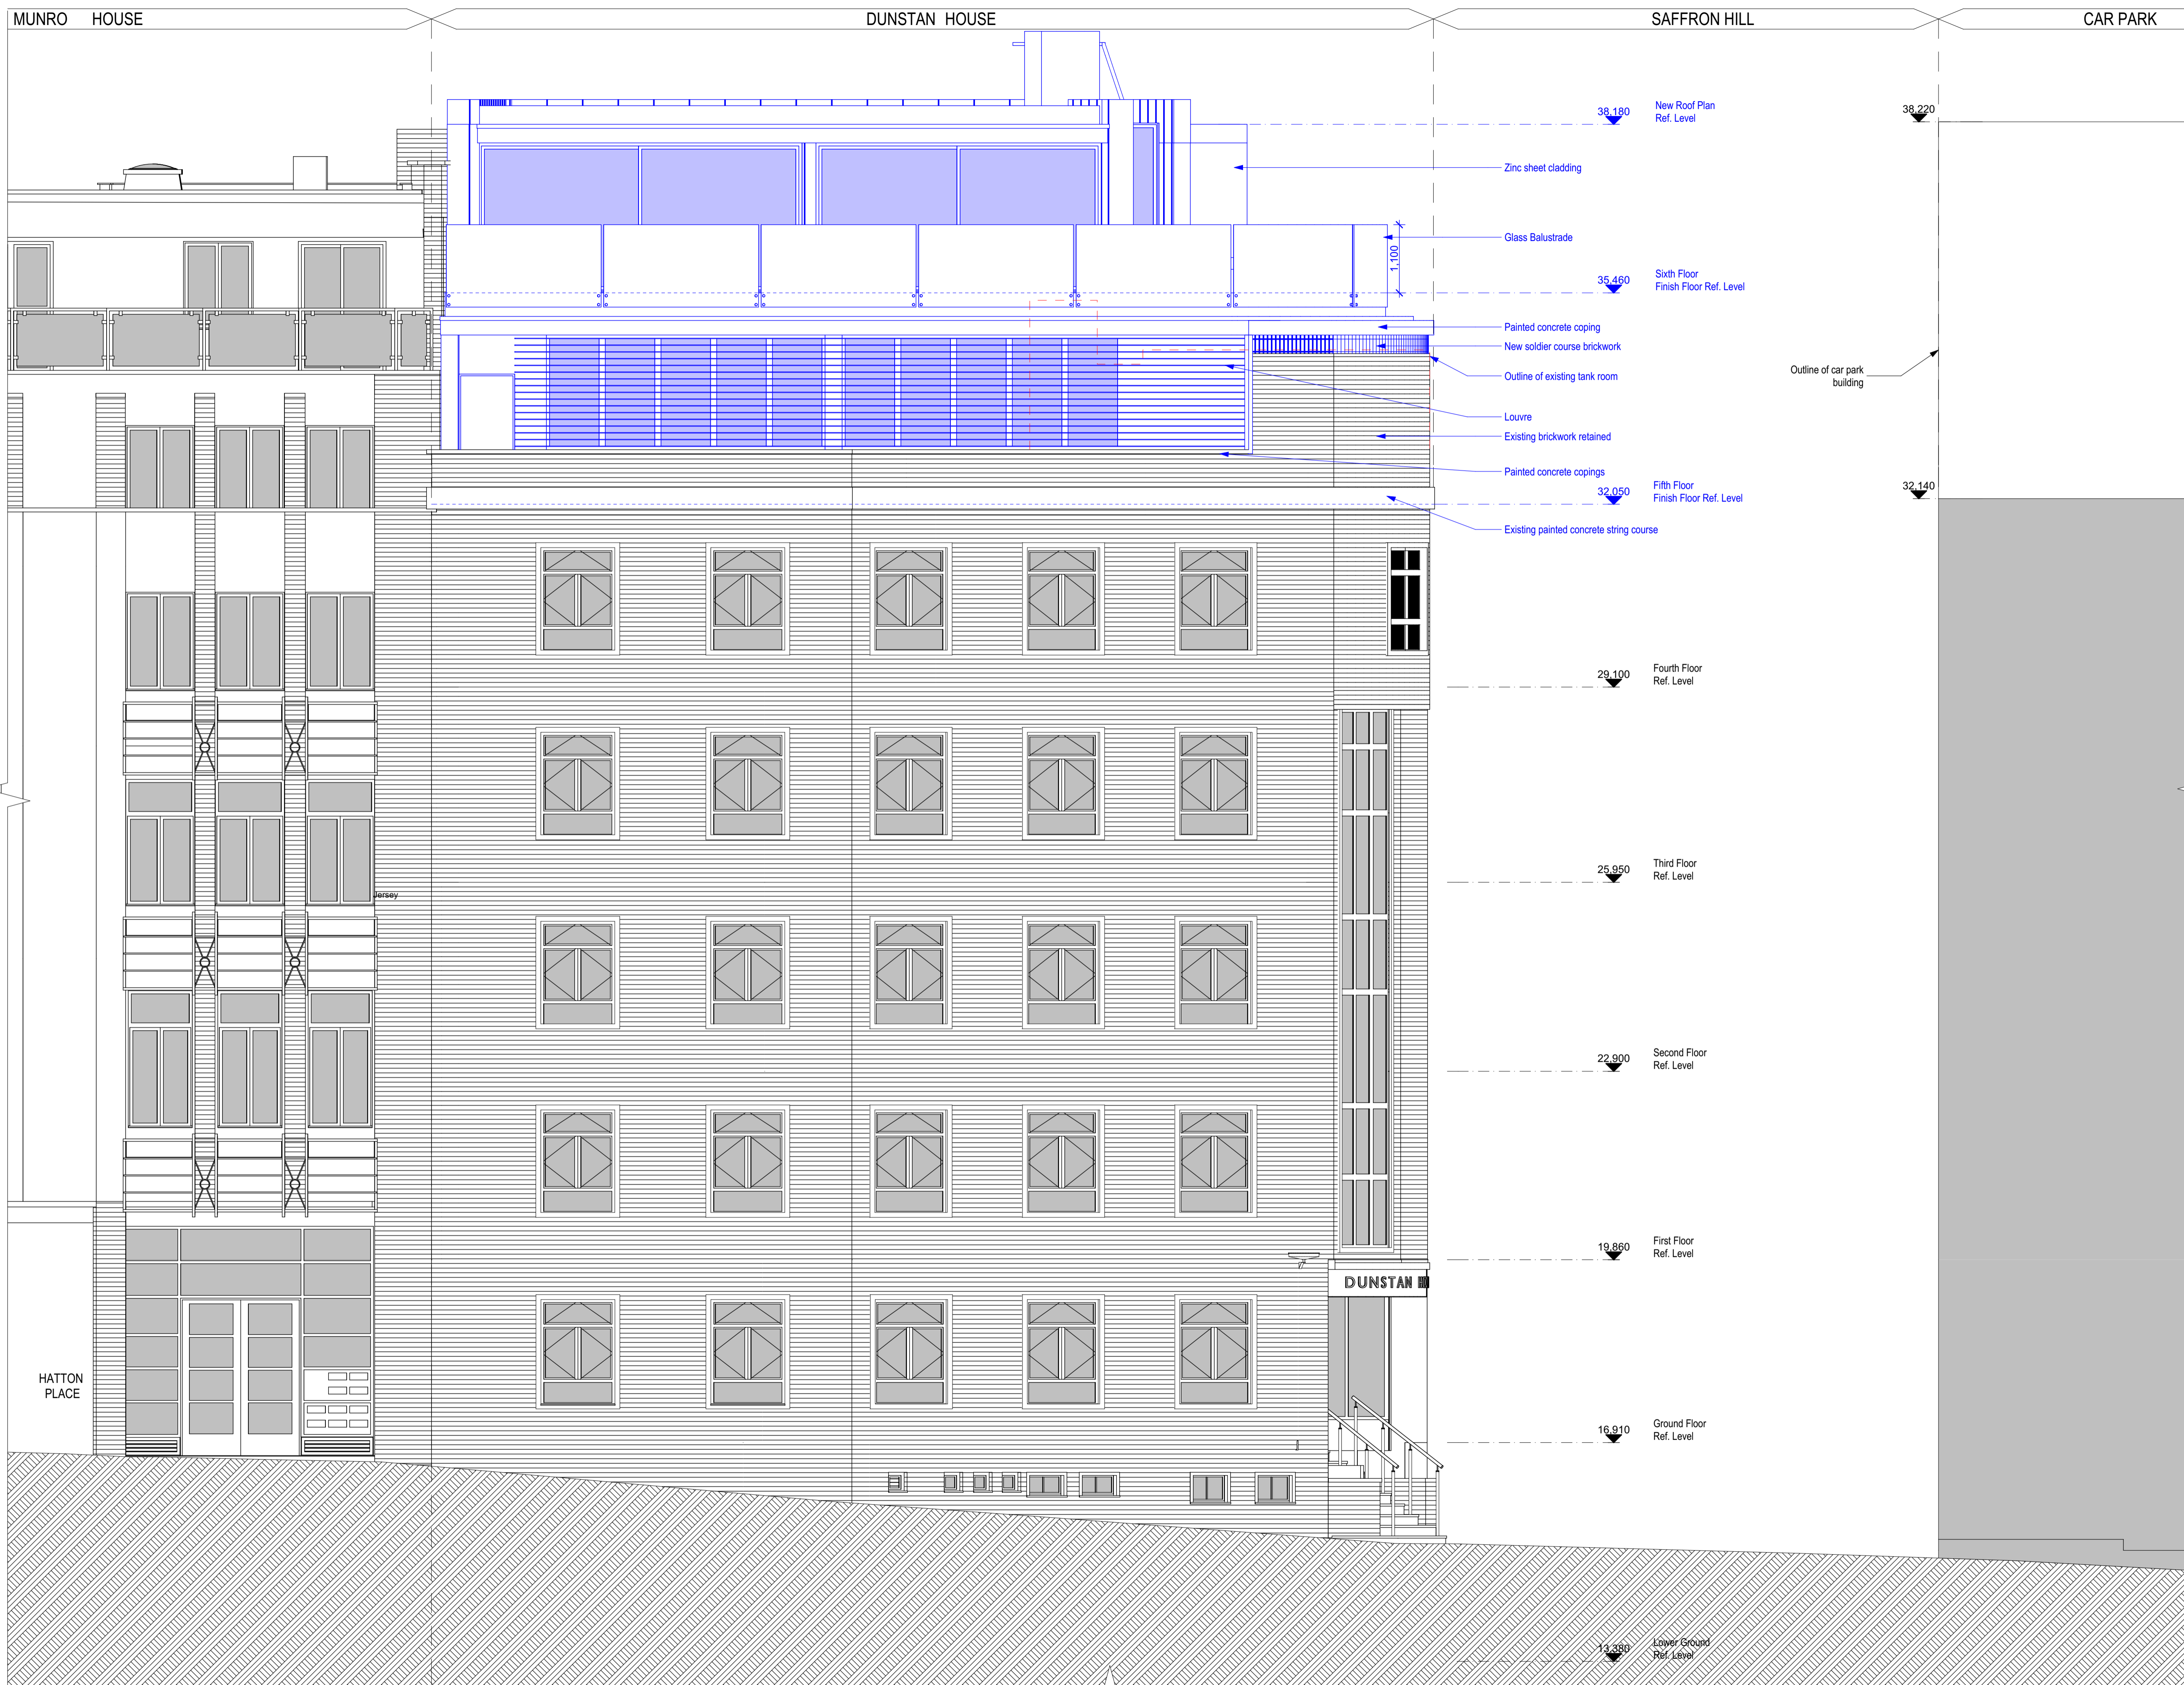 MUNRO HOUSE
DUNSTAN HOUSE
SAFFRON HILL
CAR PARK
38,180
New Roof Plan
Ref. Level
38,220
Zinc sheet cladding
Glass Balustrade
1,100
35,460
Sixth Floor
Finish Floor Ref. Level
Painted concrete coping
New soldier course brickwork
Outline of existing tank room
Outline of car park
building
Louvre
Existing brickwork retained
Painted concrete copings
32,050
Fifth Floor
Finish Floor Ref. Level
32,140
Existing painted concrete string course
29,100
Fourth Floor
Ref. Level
25,950
Third Floor
Ref. Level
Jersey
22,900
Second Floor
Ref. Level
19,860
First Floor
Ref. Level
DUNSTAN
HATTON
PLACE
16,910
Ground Floor
Ref. Level
13,380
Lower Ground
Ref. Level